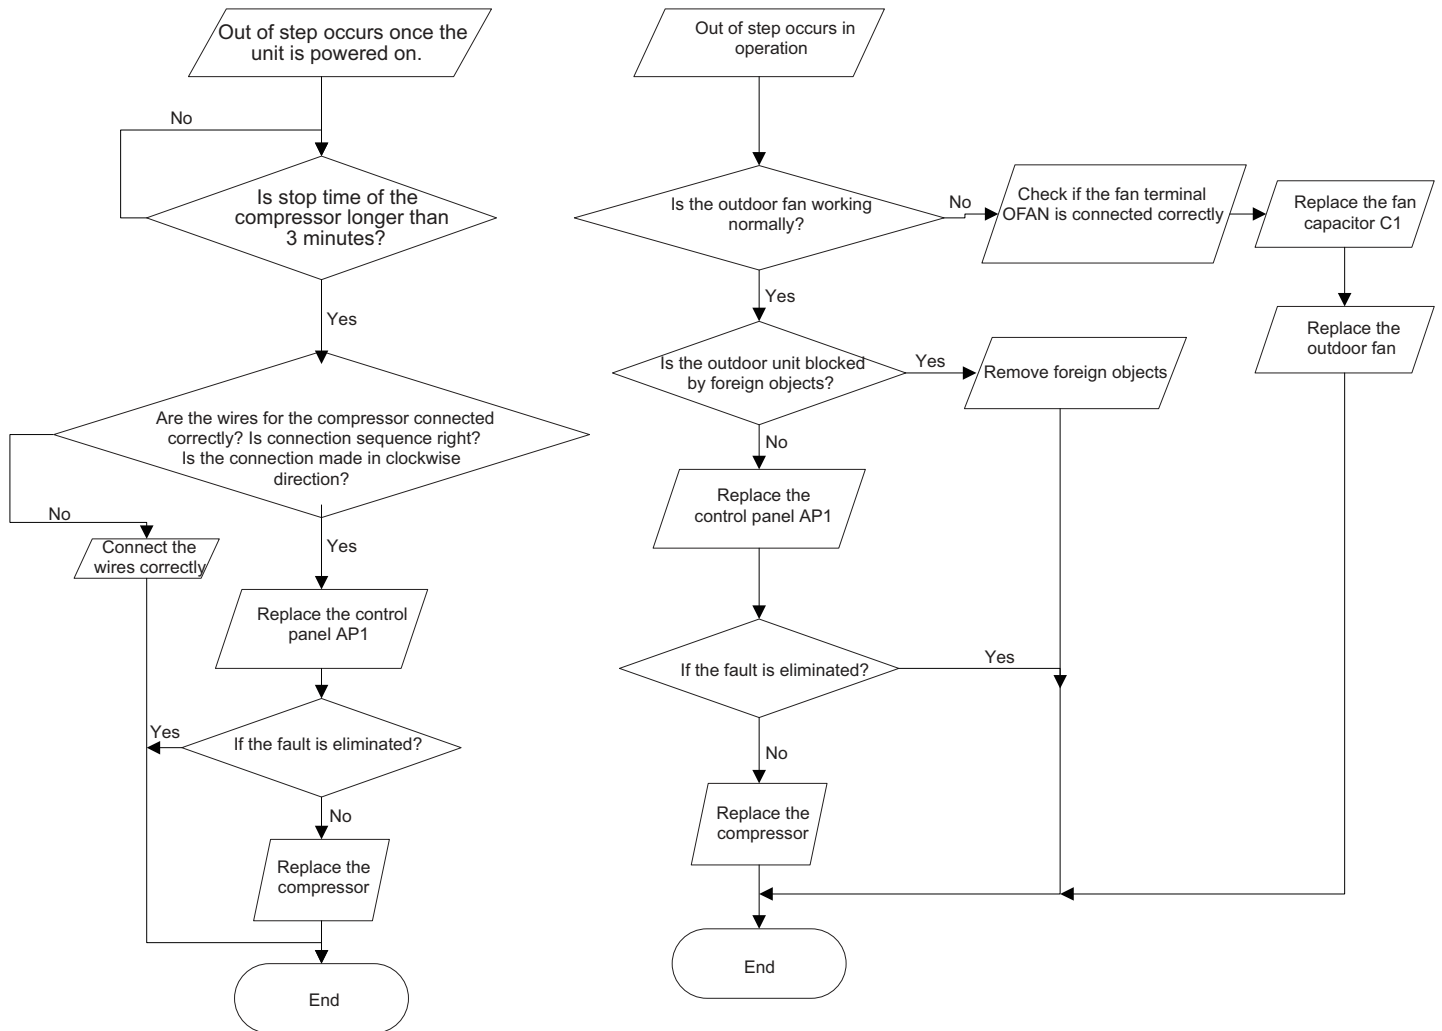 Out of step occurs once the
unit is powered on.
No
Is stop time of the
compressor longer than
3 minutes?
Yes
Are the wires for the compressor connected
correctly? Is connection sequence right?
Is the connection made in clockwise
direction?
No
Connect the
wires correctly
Yes
Replace the control
panel AP1
Yes
If the fault is eliminated?
No
Replace the
compressor
End
Out of step occurs in
operation
Is the outdoor fan working
normally?
No
Check if the fan terminal
OFAN is connected correctly
Replace the fan
capacitor C1
Replace the
outdoor fan
Yes
Is the outdoor unit blocked
by foreign objects?
Yes
Remove foreign objects
No
Replace the
control panel AP1
If the fault is eliminated?
Yes
No
Replace the
compressor
End